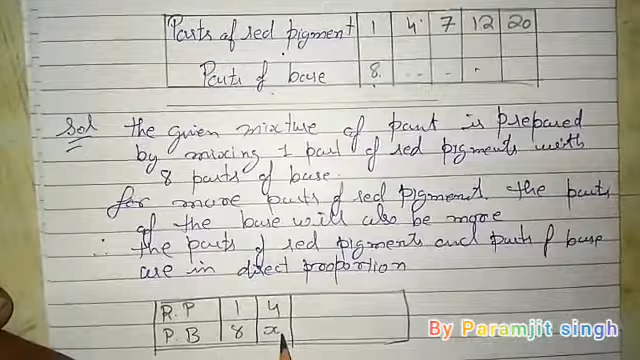 Parts of red pigment 1 4 7 12 20
Parts of base 8 .. - .
Sol the given mixture of paint is prepared
by mixing 1 part of red pigments with
8 parts of base.
for more parts of red pigment the parts
of the base will also be more
∴ the parts of red pigments and parts of base
are in direct proportion
R.P 1 4
P.B 8 x
By Paramjit singh